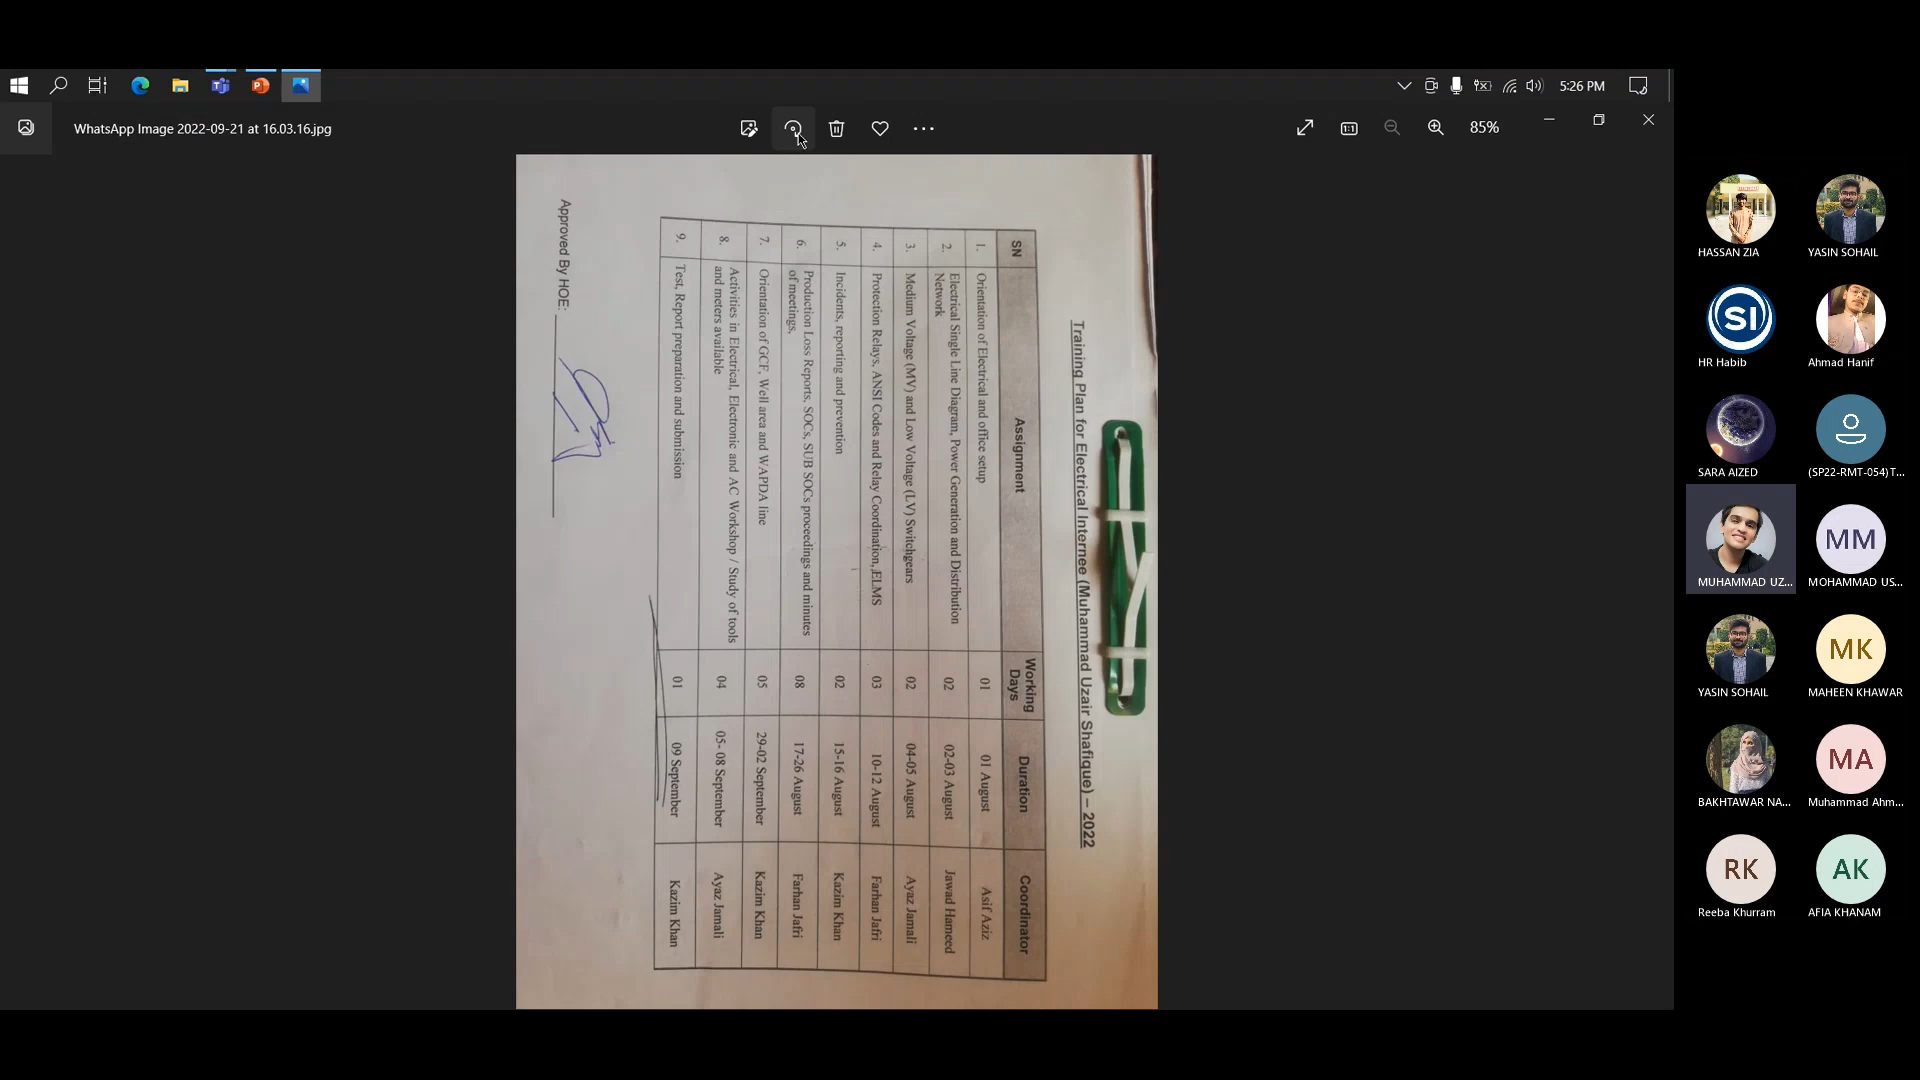 5:26 PM
WhatsApp Image 2022-09-21 at 16.03.16.jpg
85%
Training Plan for Electrical Internee (Muhammad Uzair Shafique) – 2022
SN Assignment Working Days Duration Coordinator
1. Orientation of Electrical and office setup 01 01 August Asif Aziz
2. Electrical Single Line Diagram, Power Generation and Distribution
Network 02 02-03 August Jawad Hameed
3. Medium Voltage (MV) and Low Voltage (LV) Switchgears 02 04-05 August Ayaz Jamali
4. Protection Relays, ANSI Codes and Relay Coordination, ELMS 03 10-12 August Farhan Jafri
5. Incidents, reporting and prevention 02 15-16 August Kazim Khan
6. Production Loss Reports, SOCs, SUB SOCs proceedings and minutes
of meetings. 08 17-26 August Farhan Jafri
7. Orientation of GCF, Well area and WAPDA line 05 29-02 September Kazim Khan
8. Activities in Electrical, Electronic and AC Workshop / Study of tools
and meters available 04 05- 08 September Ayaz Jamali
9. Test, Report preparation and submission 01 09 September Kazim Khan
Approved By HOE:
HASSAN ZIA
YASIN SOHAIL
SI
HR Habib
Ahmad Hanif
SARA AIZED
(SP22-RMT-054) T...
MUHAMMAD UZ...
MM
MOHAMMAD US...
YASIN SOHAIL
MK
MAHEEN KHAWAR
BAKHTAWAR NA...
MA
Muhammad Ahm...
RK
Reeba Khurram
AK
AFIA KHANAM